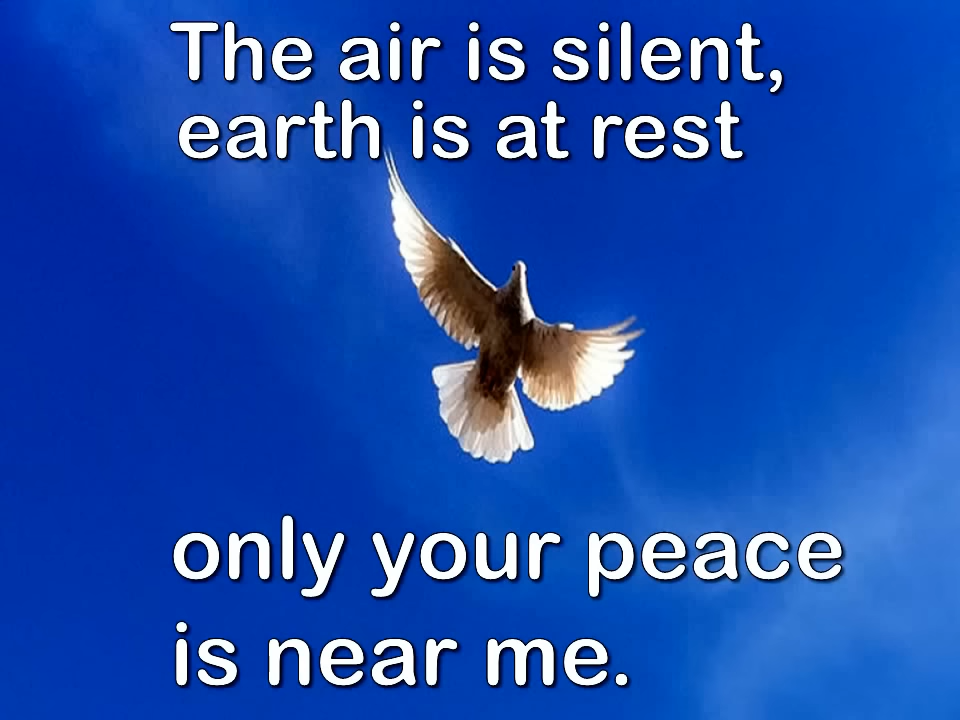 The air is silent,
earth is at rest
only your peace
is near me.